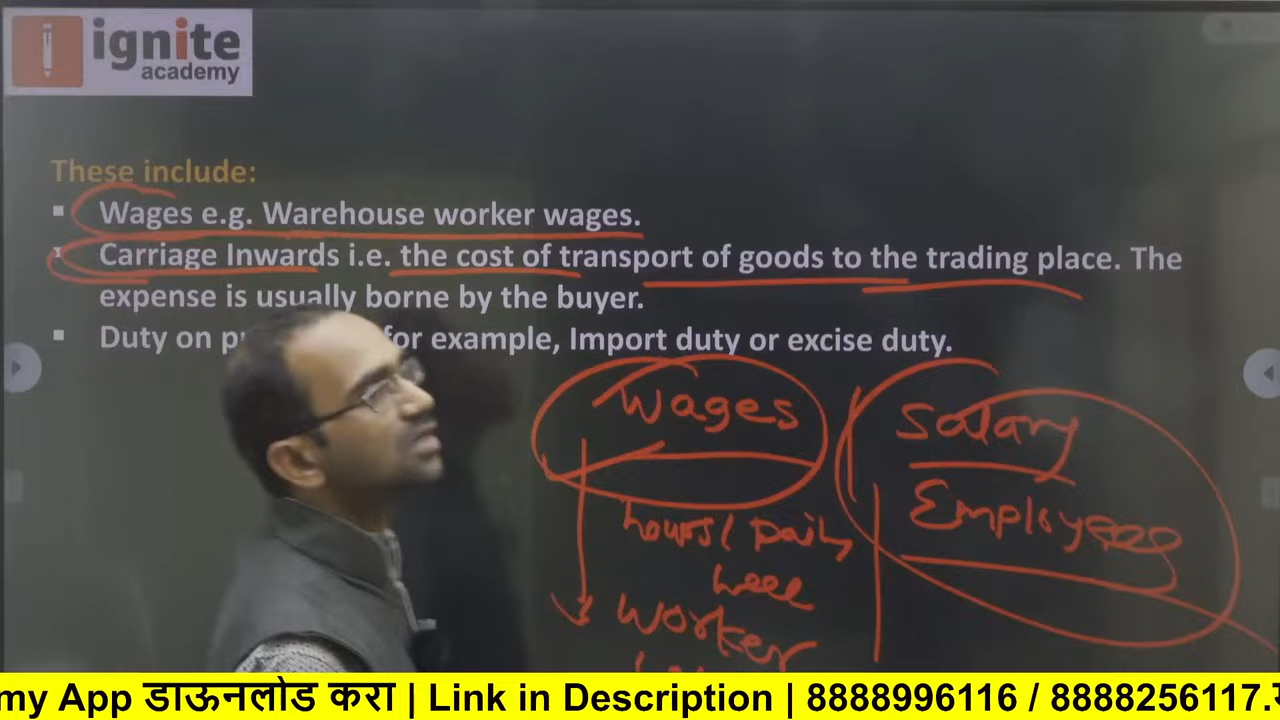 ignite
academy
These include:
Wages e.g. Warehouse worker wages.
Carriage Inwards i.e. the cost of transport of goods to the trading place. The
expense is usually borne by the buyer.
Duty on for example, Import duty or excise duty.
Wages
Salary
Employeee
hours/ Daily
Worker
my App डाऊनलोड करा | Link in Description | 8888996116 / 8888256117.